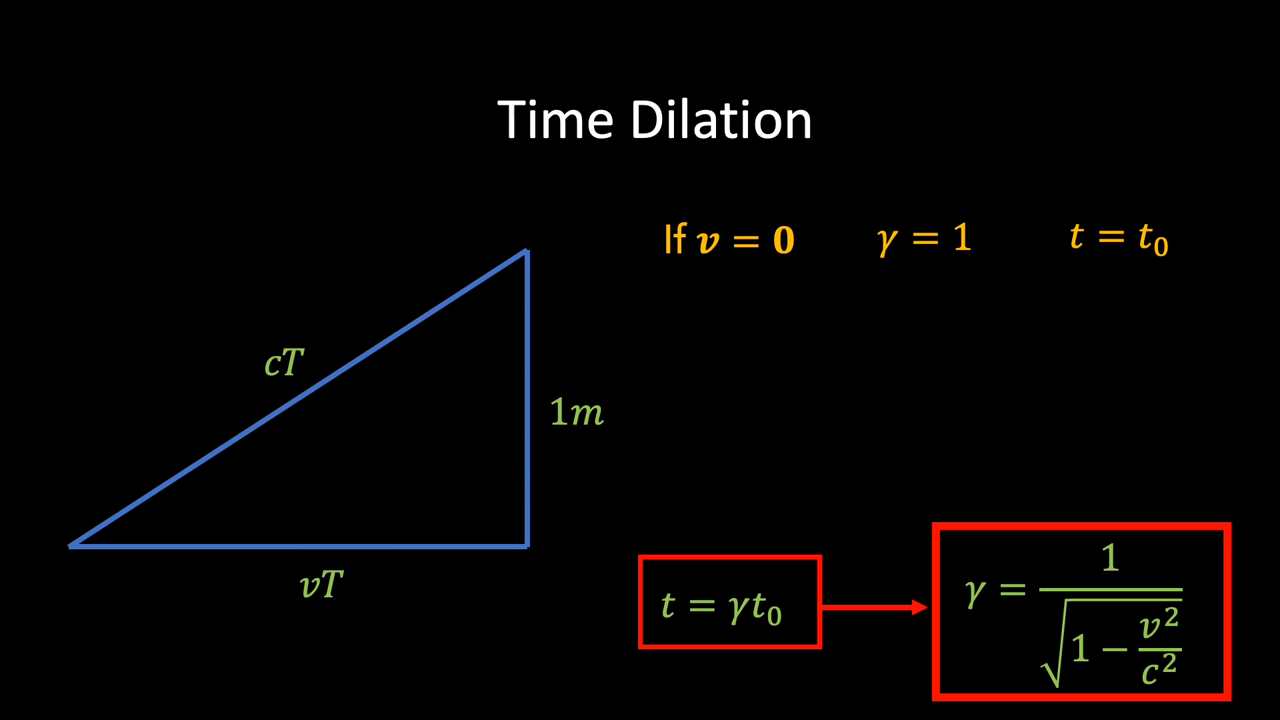 Time Dilation
If 𝒗 = 𝟎 𝛾 = 1 𝑡 = 𝑡₀
𝑐𝑇
1𝑚
𝑣𝑇
𝑡 = 𝛾𝑡₀
𝛾 = 1 / √(1 − 𝑣²/𝑐²)